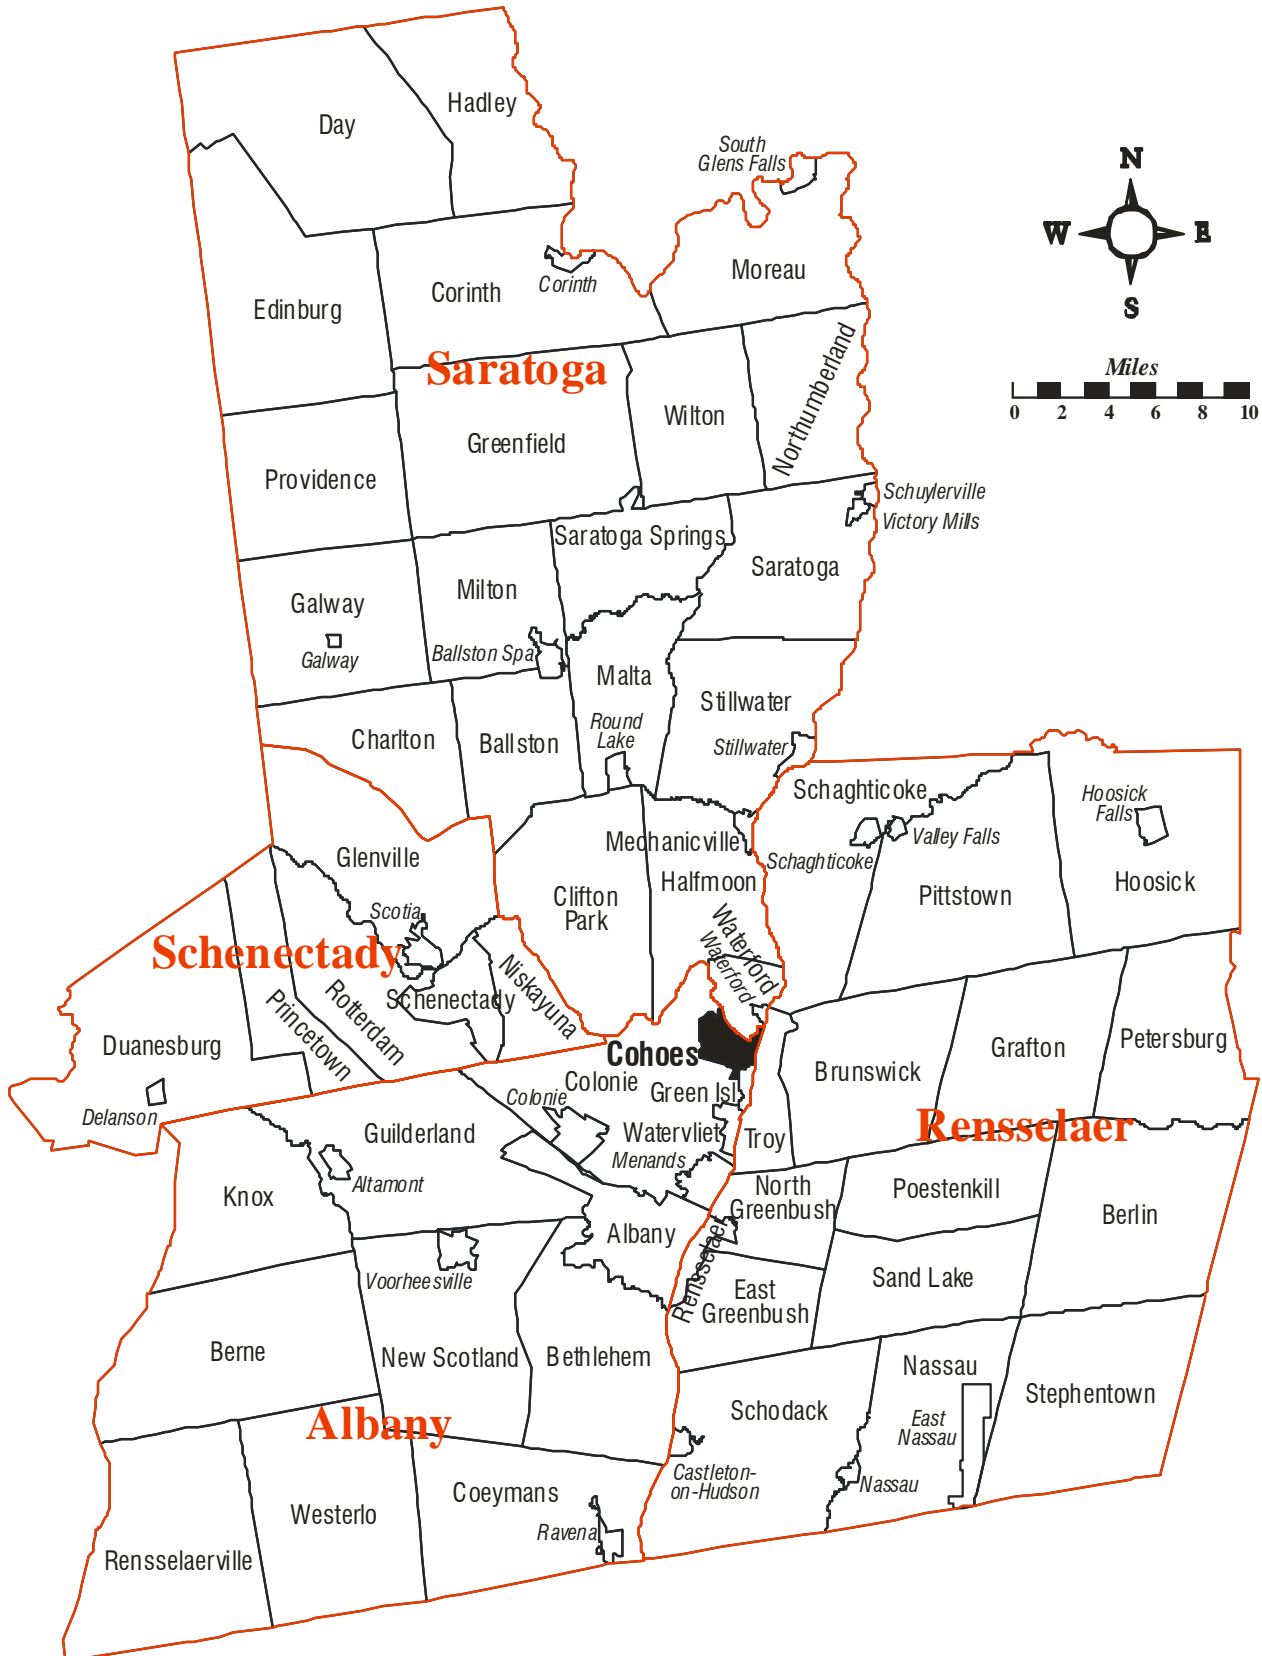 Hadley
Day
South
Glens Falls
N
W
E
S
Moreau
Corinth
Corinth
Edinburg
Miles
0 2 4 6 8 10
Saratoga
Northumberland
Wilton
Greenfield
Providence
Schuylerville
Victory Mills
Saratoga Springs
Saratoga
Milton
Galway
Galway
Ballston Spa
Malta
Stillwater
Round
Lake
Charlton
Ballston
Stillwater
Schaghticoke
Hoosick
Falls
Mechanicville
Valley Falls
Schaghticoke
Glenville
Halfmoon
Hoosick
Clifton
Park
Pittstown
Scotia
Waterford
Waterford
Schenectady
Niskayuna
Schenectady
Rotterdam
Princetown
Duanesburg
Cohoes
Grafton
Petersburg
Brunswick
Colonie
Green Isl.
Colonie
Delanson
Guilderland
Watervliet
Troy
Rensselaer
Menands
Altamont
Knox
North
Greenbush
Poestenkill
Berlin
Albany
Rensselaer
Voorheesville
Sand Lake
East
Greenbush
Berne
New Scotland
Bethlehem
Nassau
Stephentown
Schodack
Albany
East
Nassau
Castleton-
on-Hudson
Nassau
Coeymans
Westerlo
Ravena
Rensselaerville